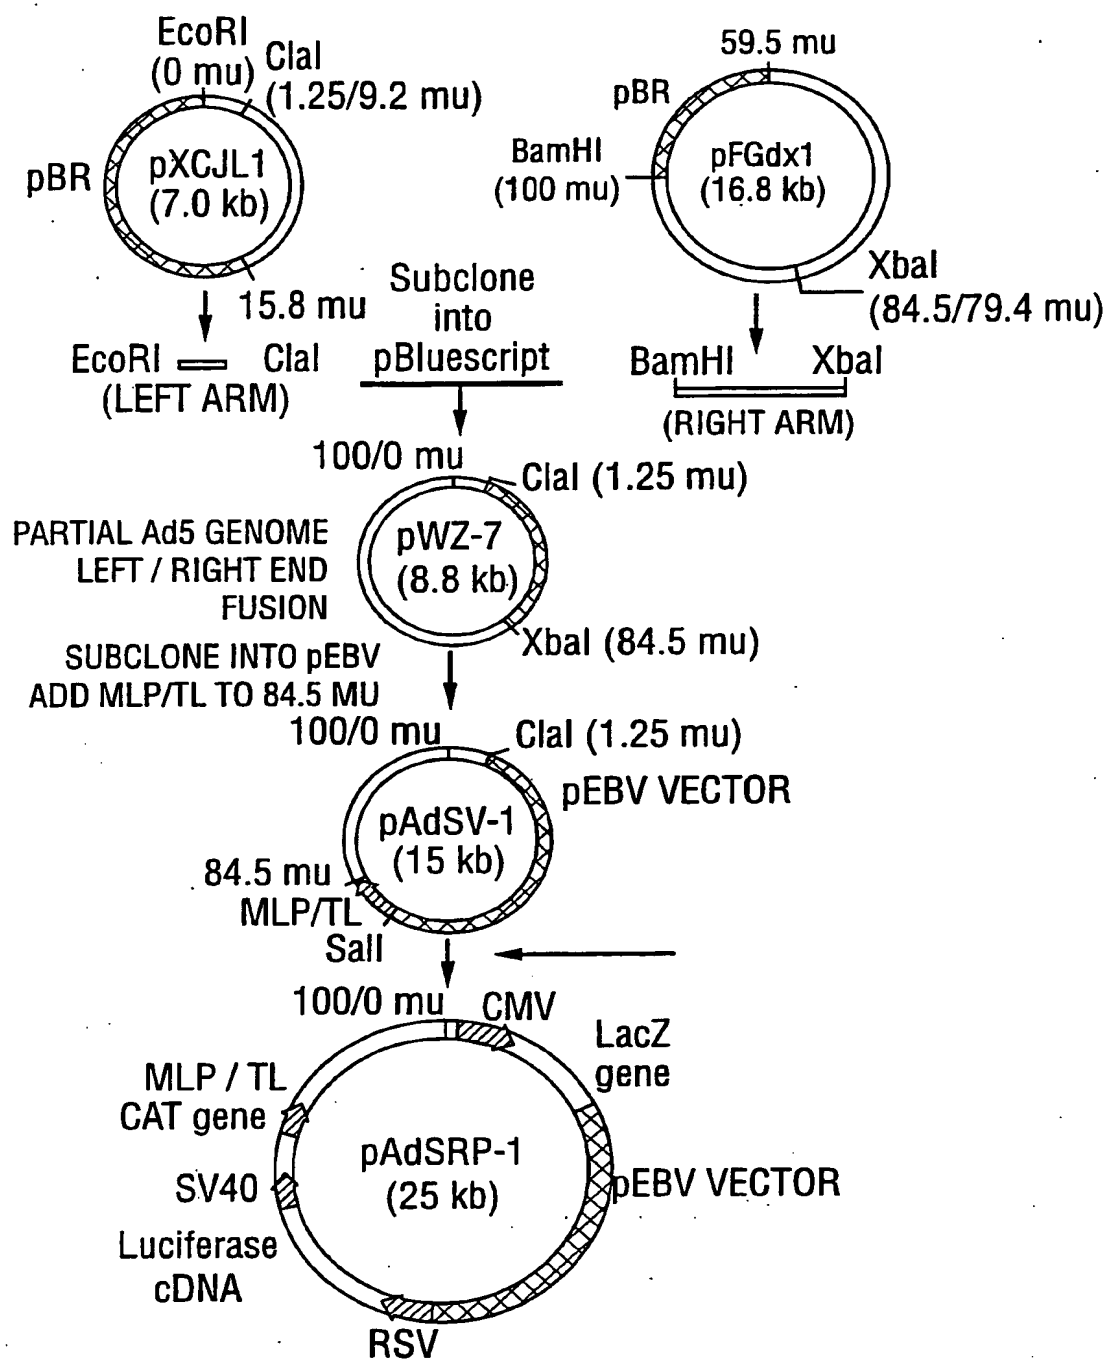 EcoRI
(0 mu)
ClaI
(1.25/9.2 mu)
pBR
pXCJL1
(7.0 kb)
15.8 mu
59.5 mu
pBR
BamHI
(100 mu)
pFGdx1
(16.8 kb)
XbaI
(84.5/79.4 mu)
EcoRI ClaI
(LEFT ARM)
Subclone
into
pBluescript
BamHI XbaI
(RIGHT ARM)
100/0 mu
ClaI (1.25 mu)
PARTIAL Ad5 GENOME
LEFT / RIGHT END
FUSION
pWZ-7
(8.8 kb)
XbaI (84.5 mu)
SUBCLONE INTO pEBV
ADD MLP/TL TO 84.5 MU
100/0 mu
ClaI (1.25 mu)
pEBV VECTOR
pAdSV-1
(15 kb)
84.5 mu
MLP/TL
SalI
100/0 mu
CMV
LacZ
gene
MLP / TL
CAT gene
pAdSRP-1
(25 kb)
SV40
pEBV VECTOR
Luciferase
cDNA
RSV